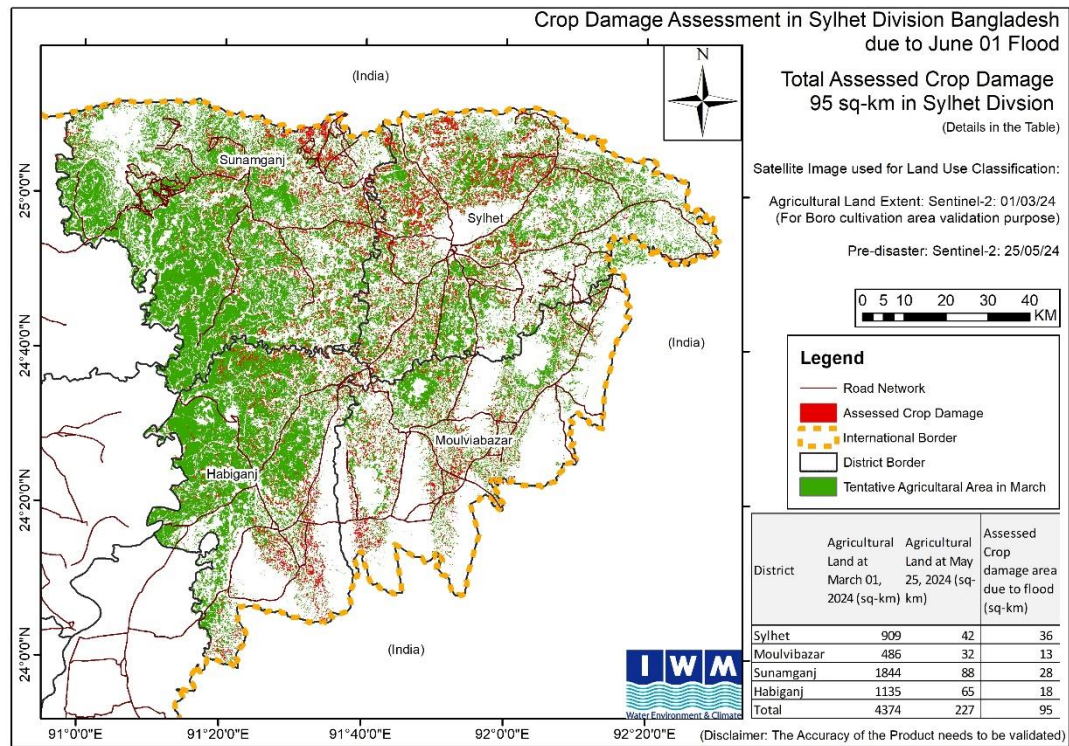 Crop Damage Assessment in Sylhet Division Bangladesh
due to June 01 Flood
Total Assessed Crop Damage
95 sq-km in Sylhet Divsion
(Details in the Table)
Satellite Image used for Land Use Classification:
Agricultural Land Extent: Sentinel-2: 01/03/24
(For Boro cultivation area validation purpose)
Pre-disaster: Sentinel-2: 25/05/24
0 5 10 20 30 40
KM
Legend
Road Network
Assessed Crop Damage
International Border
District Border
Tentative Agricultaral Area in March
District
Agricultural
Land at
March 01,
2024 (sq-km)
Agricultural
Land at May
25, 2024 (sq-
km)
Assessed
Crop
damage area
due to flood
(sq-km)
Sylhet 909 42 36
Moulvibazar 486 32 13
Sunamganj 1844 88 28
Habiganj 1135 65 18
Total 4374 227 95
(Disclaimer: The Accuracy of the Product needs to be validated)
N
(India)
Sunamganj
Sylhet
(India)
Moulviabazar
Habiganj
(India)
IWM
Water Environment & Climate
25°0'0"N
24°40'0"N
24°20'0"N
24°0'0"N
91°0'0"E 91°20'0"E 91°40'0"E 92°0'0"E 92°20'0"E